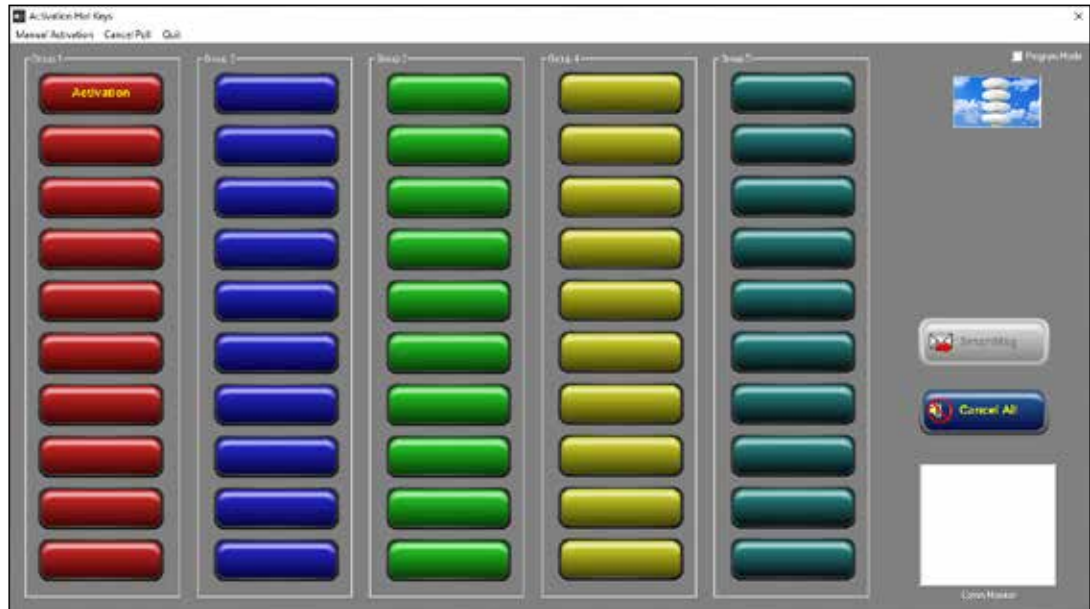 Activation Hot Keys
Manual Activation Cancel Poll Quit
Group 1 Group 2 Group 3 Group 4 Group 5
Program Mode
Activation
Cancel All
Comm Monitor